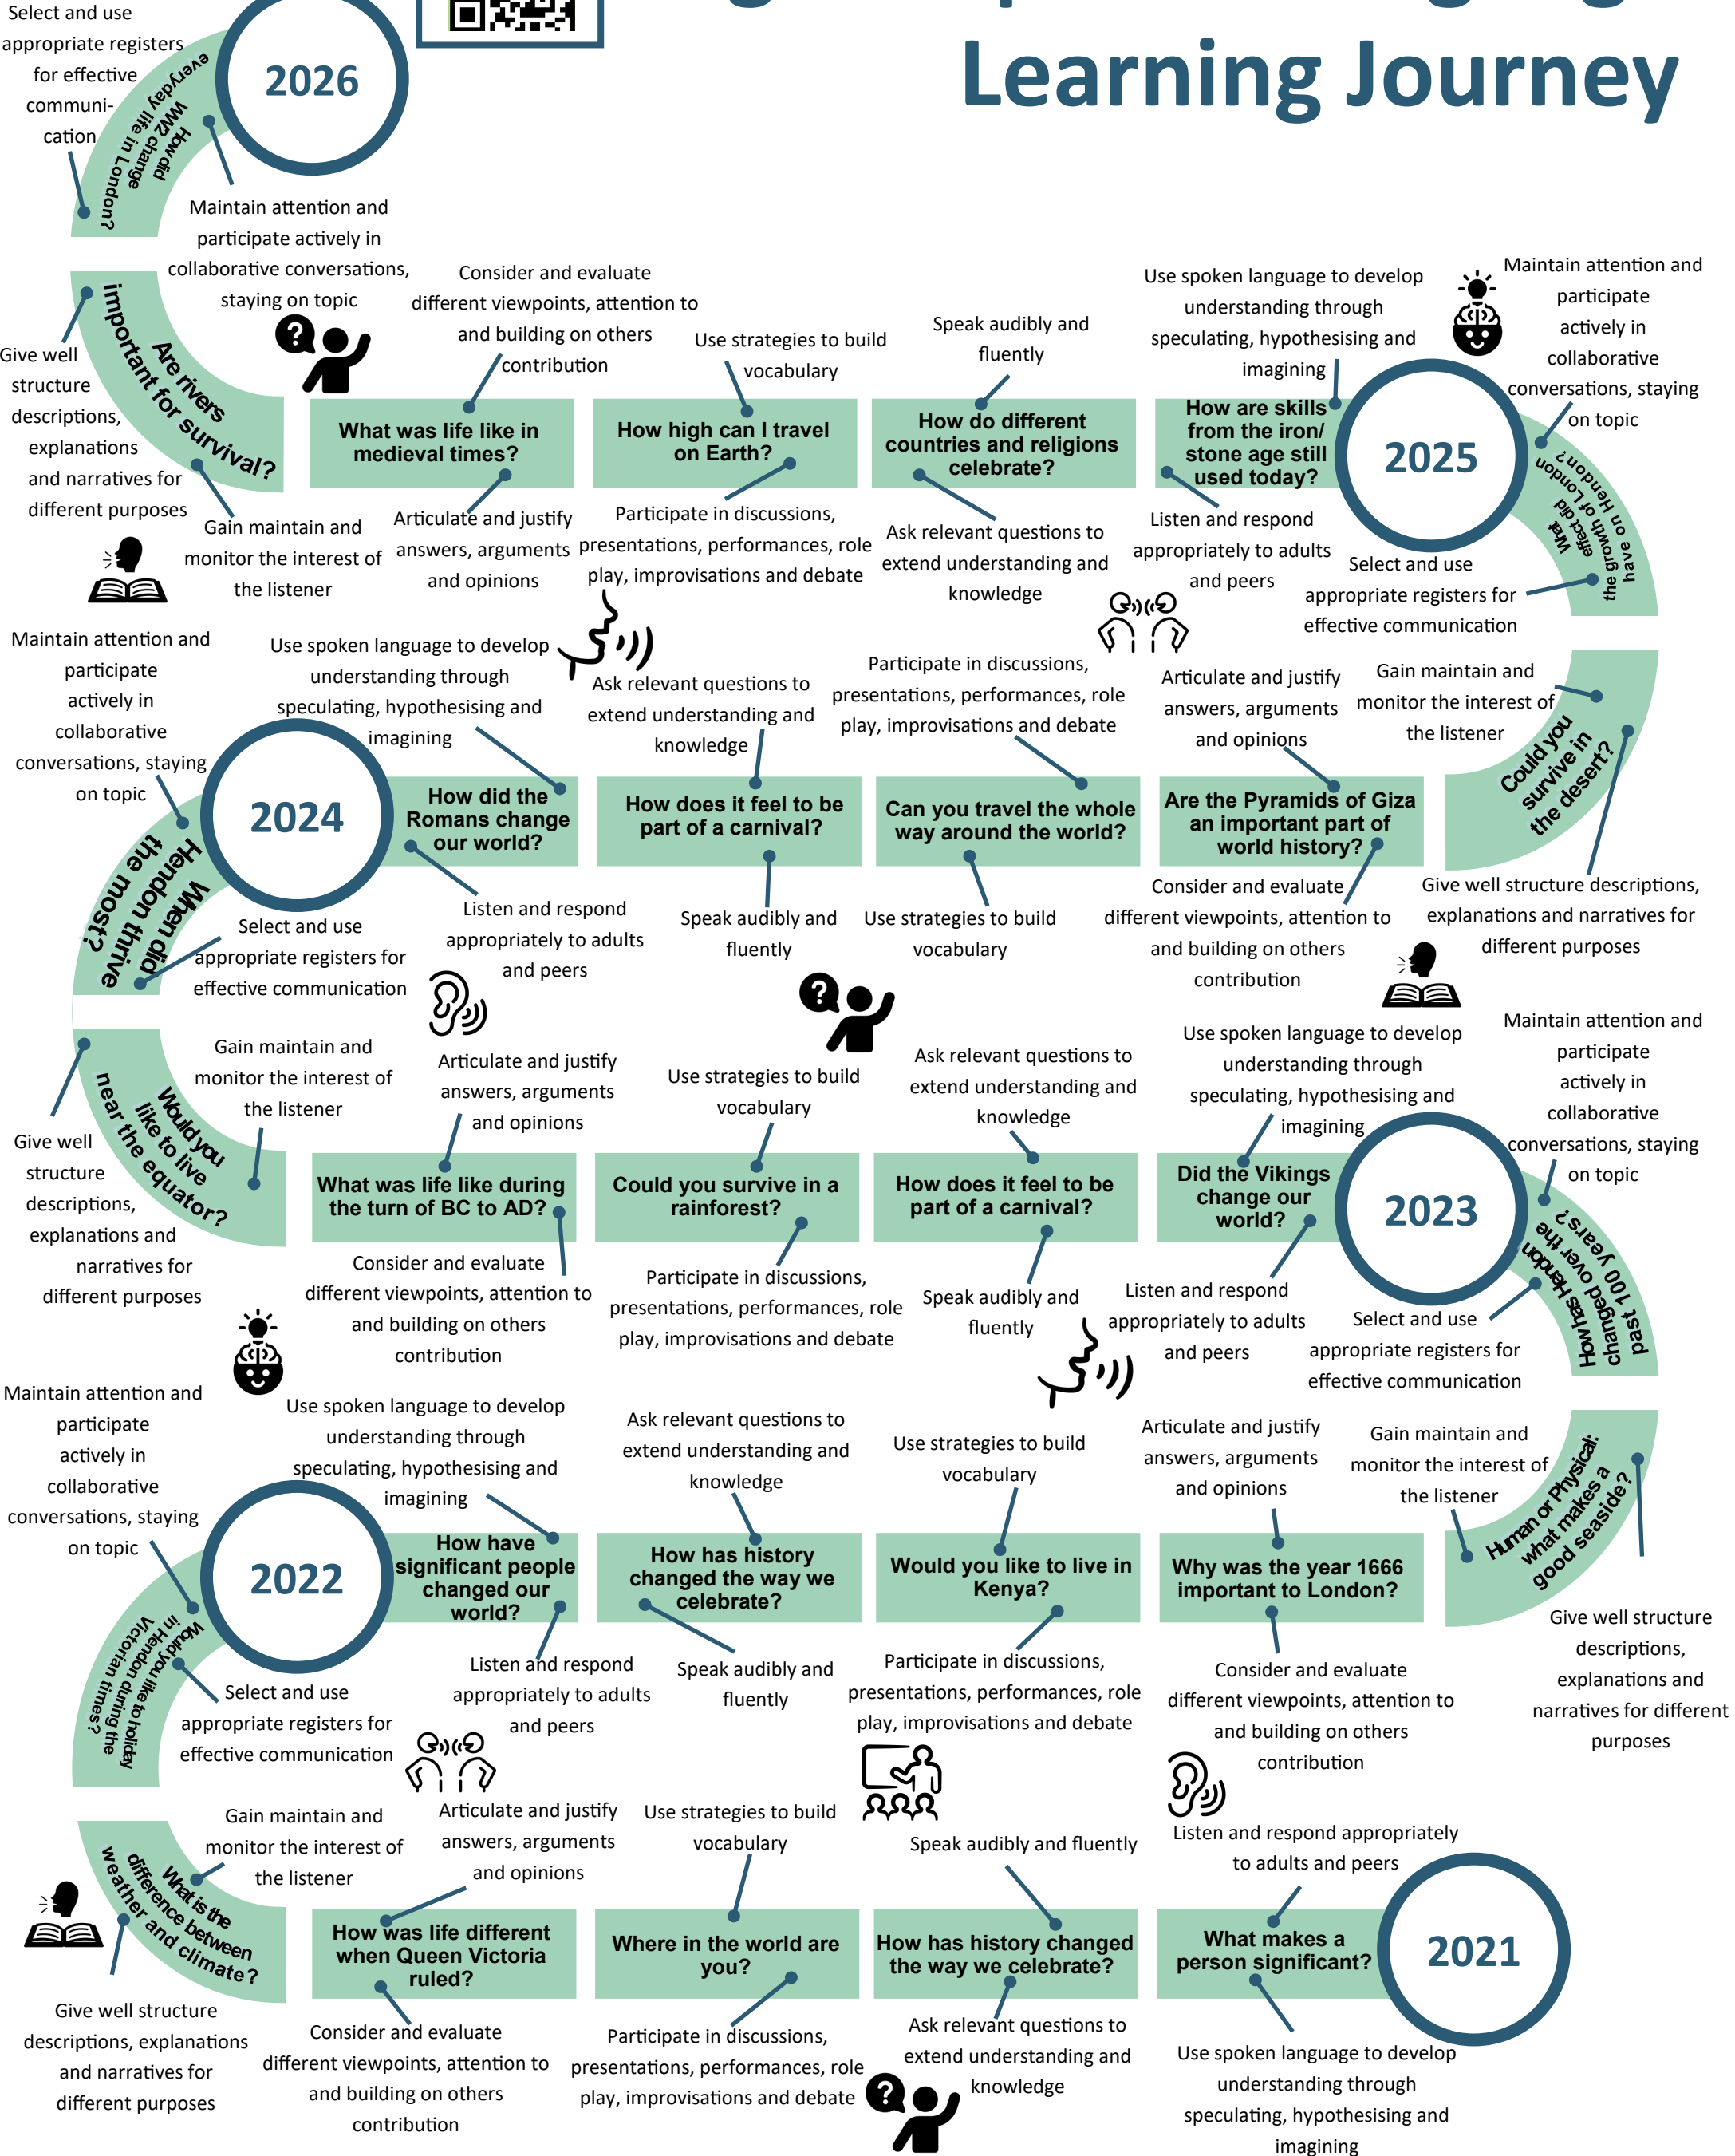 Learning Journey
Select and use
appropriate registers
for effective
communi-
cation
2026
How did
WW2 change
everyday life in London?
Maintain attention and
participate actively in
collaborative conversations,
staying on topic
Give well
structure
descriptions,
explanations
and narratives for
different purposes
Are rivers
important for survival?
Gain maintain and
monitor the interest of
the listener
Consider and evaluate
different viewpoints, attention to
and building on others
contribution
What was life like in
medieval times?
Articulate and justify
answers, arguments
and opinions
Use strategies to build
vocabulary
How high can I travel
on Earth?
Participate in discussions,
presentations, performances, role
play, improvisations and debate
Speak audibly and
fluently
How do different
countries and religions
celebrate?
Ask relevant questions to
extend understanding and
knowledge
Use spoken language to develop
understanding through
speculating, hypothesising and
imagining
How are skills
from the iron/
stone age still
used today?
Listen and respond
appropriately to adults
and peers
2025
Maintain attention and
participate
actively in
collaborative
conversations, staying
on topic
What
effect did
the growth of London
have on Hendon?
Select and use
appropriate registers for
effective communication
Gain maintain and
monitor the interest of
the listener
Could you
survive in
the desert?
Give well structure descriptions,
explanations and narratives for
different purposes
Articulate and justify
answers, arguments
and opinions
Are the Pyramids of Giza
an important part of
world history?
Consider and evaluate
different viewpoints, attention to
and building on others
contribution
Participate in discussions,
presentations, performances, role
play, improvisations and debate
Can you travel the whole
way around the world?
Use strategies to build
vocabulary
Ask relevant questions to
extend understanding and
knowledge
How does it feel to be
part of a carnival?
Speak audibly and
fluently
Use spoken language to develop
understanding through
speculating, hypothesising and
imagining
How did the
Romans change
our world?
Listen and respond
appropriately to adults
and peers
2024
Maintain attention and
participate
actively in
collaborative
conversations, staying
on topic
When did
Hendon thrive
the most?
Select and use
appropriate registers for
effective communication
Give well
structure
descriptions,
explanations and
narratives for
different purposes
Would you
like to live
near the equator?
Gain maintain and
monitor the interest of
the listener
Articulate and justify
answers, arguments
and opinions
What was life like during
the turn of BC to AD?
Consider and evaluate
different viewpoints, attention to
and building on others
contribution
Use strategies to build
vocabulary
Could you survive in a
rainforest?
Participate in discussions,
presentations, performances, role
play, improvisations and debate
Ask relevant questions to
extend understanding and
knowledge
How does it feel to be
part of a carnival?
Speak audibly and
fluently
Use spoken language to develop
understanding through
speculating, hypothesising and
imagining
Did the Vikings
change our
world?
Listen and respond
appropriately to adults
and peers
2023
Maintain attention and
participate
actively in
collaborative
conversations, staying
on topic
How has Hendon
changed over the
past 100 years?
Select and use
appropriate registers for
effective communication
Gain maintain and
monitor the interest of
the listener
Human or Physical:
what makes a
good seaside?
Give well structure
descriptions,
explanations and
narratives for different
purposes
Articulate and justify
answers, arguments
and opinions
Why was the year 1666
important to London?
Consider and evaluate
different viewpoints, attention to
and building on others
contribution
Use strategies to build
vocabulary
Would you like to live in
Kenya?
Participate in discussions,
presentations, performances, role
play, improvisations and debate
Ask relevant questions to
extend understanding and
knowledge
How has history
changed the way we
celebrate?
Speak audibly and
fluently
Use spoken language to develop
understanding through
speculating, hypothesising and
imagining
How have
significant people
changed our
world?
Listen and respond
appropriately to adults
and peers
2022
Maintain attention and
participate
actively in
collaborative
conversations, staying
on topic
Would you like to holiday
in Hendon during the
Victorian times?
Select and use
appropriate registers for
effective communication
Gain maintain and
monitor the interest of
the listener
What is the
difference between
weather and climate?
Give well structure
descriptions, explanations
and narratives for
different purposes
Articulate and justify
answers, arguments
and opinions
How was life different
when Queen Victoria
ruled?
Consider and evaluate
different viewpoints, attention to
and building on others
contribution
Use strategies to build
vocabulary
Where in the world are
you?
Participate in discussions,
presentations, performances, role
play, improvisations and debate
Speak audibly and fluently
How has history changed
the way we celebrate?
Ask relevant questions to
extend understanding and
knowledge
Listen and respond appropriately
to adults and peers
What makes a
person significant?
Use spoken language to develop
understanding through
speculating, hypothesising and
imagining
2021